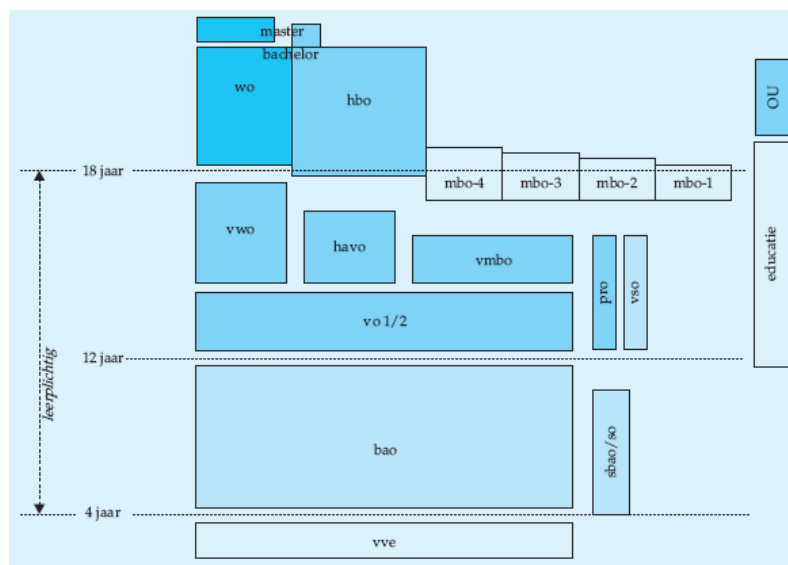 master
bachelor
wo
hbo
OU
18 jaar
mbo-4
mbo-3
mbo-2
mbo-1
vwo
havo
vmbo
pro
vso
educatie
vo 1/2
12 jaar
leerplichtig
bao
sbao/so
4 jaar
vve